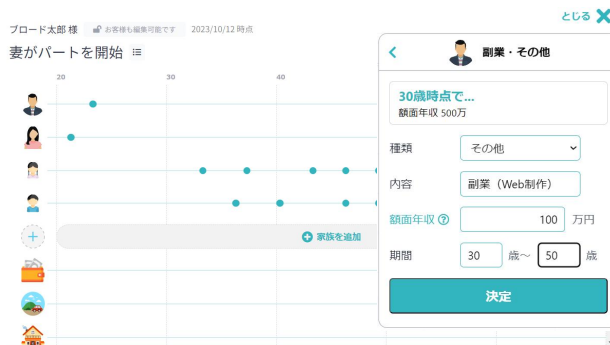 とじる
ブロード太郎 様 お客様も編集可能です 2023/10/12 時点
妻がパートを開始
20 30 40
家族を追加
副業・その他
30歳時点で...
額面年収 500万
種類 その他
内容 副業（Web制作）
額面年収 ? 100 万円
期間 30 歳～ 50 歳
決定